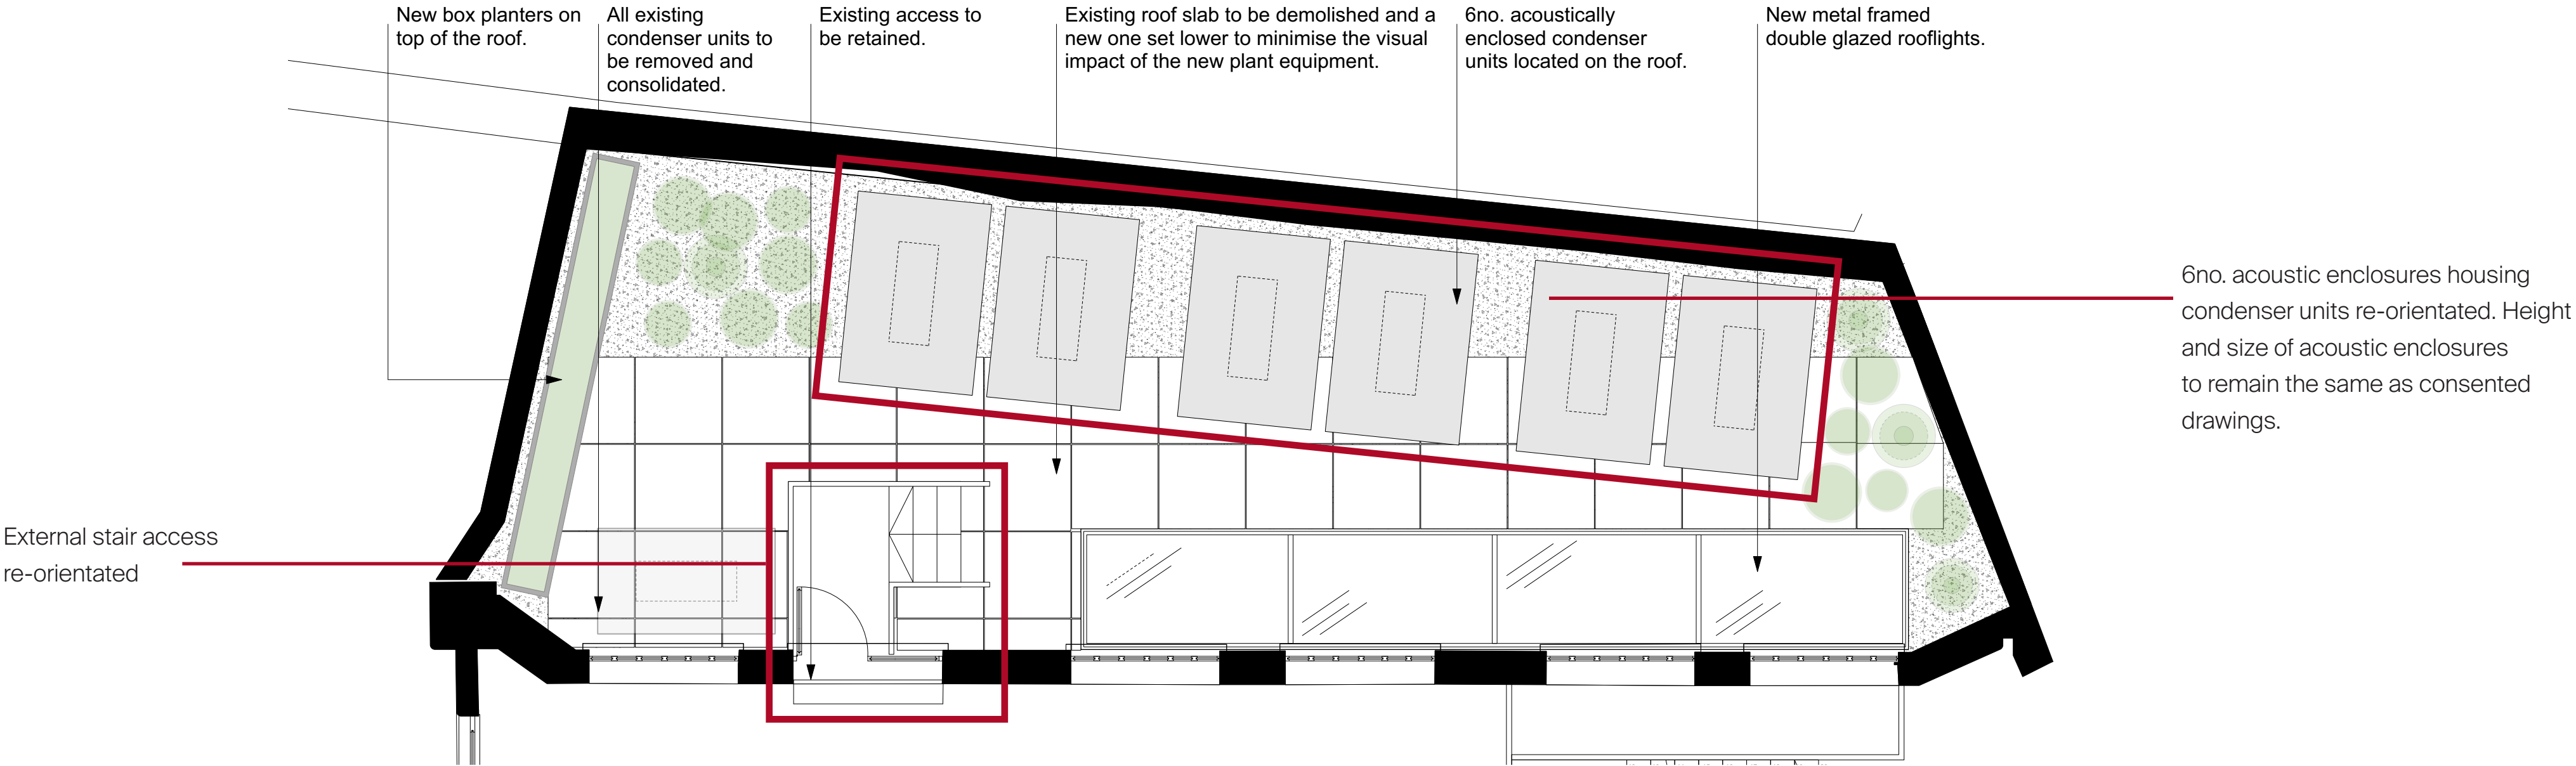 New box planters on
top of the roof.
All existing
condenser units to
be removed and
consolidated.
Existing access to
be retained.
Existing roof slab to be demolished and a
new one set lower to minimise the visual
impact of the new plant equipment.
6no. acoustically
enclosed condenser
units located on the roof.
New metal framed
double glazed rooflights.
6no. acoustic enclosures housing
condenser units re-orientated. Height
and size of acoustic enclosures
to remain the same as consented
drawings.
External stair access
re-orientated